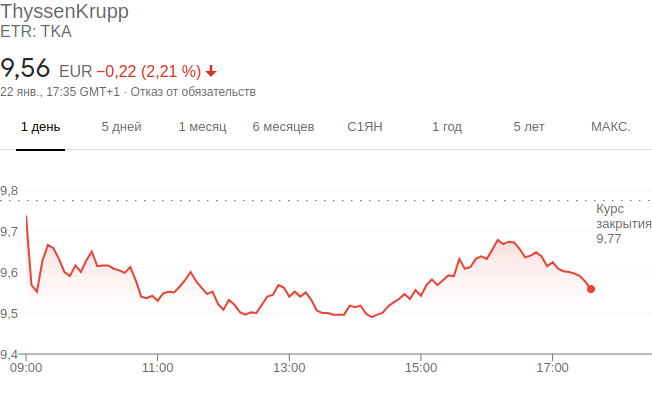 ThyssenKrupp
ETR: TKA
9,56 EUR −0,22 (2,21 %)
22 янв., 17:35 GMT+1 · Отказ от обязательств
1 день 5 дней 1 месяц 6 месяцев С1ЯН 1 год 5 лет МАКС.
9,8
Курс
закрытия
9,77
9,7
9,6
9,5
9,4
09:00 11:00 13:00 15:00 17:00